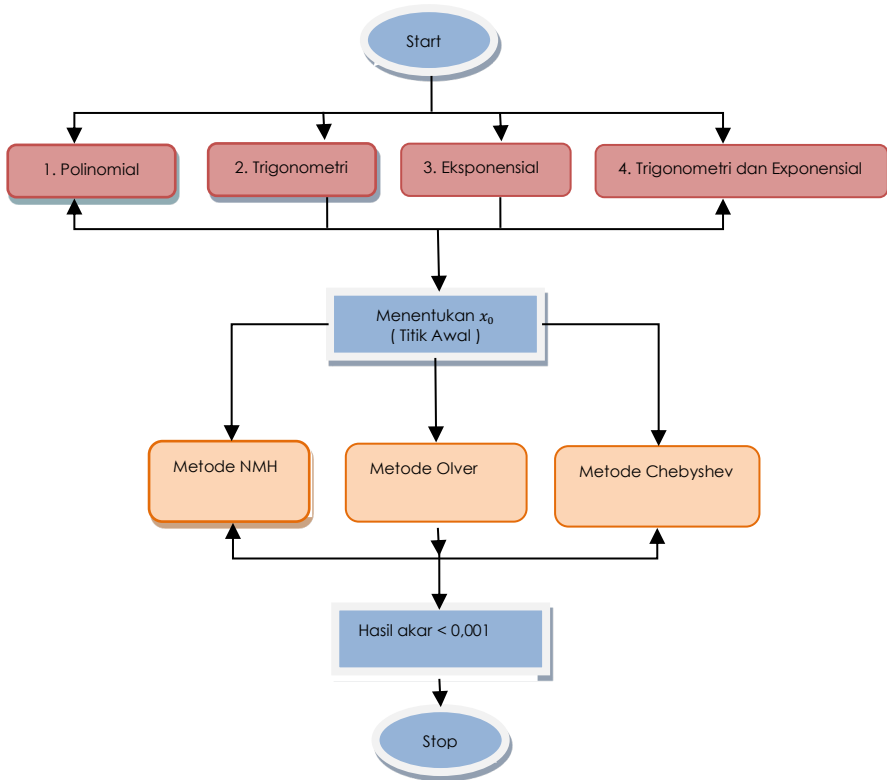 Start
1. Polinomial
2. Trigonometri
3. Eksponensial
4. Trigonometri dan Exponensial
Menentukan x₀
( Titik Awal )
Metode NMH
Metode Olver
Metode Chebyshev
Hasil akar < 0,001
Stop